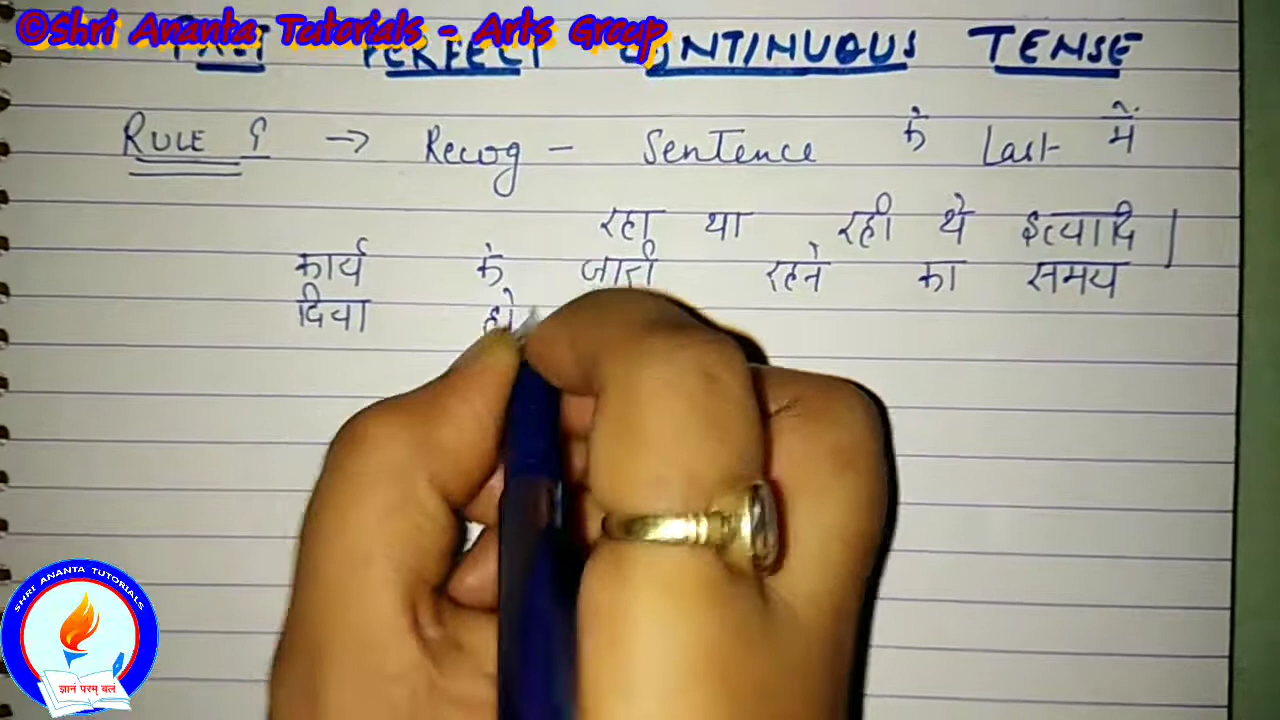 ©Shri Ananta Tutorials - Arts Group
PERFECT CONTINUOUS TENSE
RULE १ → Recog - Sentence के Last में
रहा था रही थे इत्यादि |
कार्य के जारी रहने का समय
दिया हो
SHRI ANANTA TUTORIALS
ज्ञानं परम् बलं